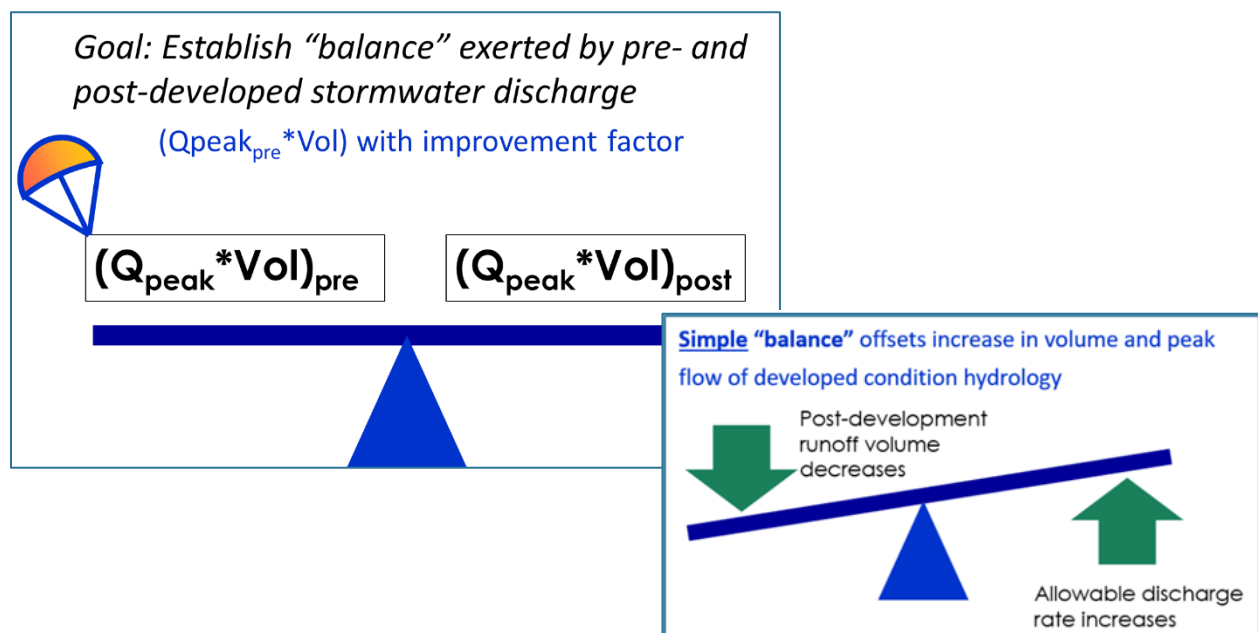 Goal: Establish “balance” exerted by pre- and
post-developed stormwater discharge
(Qpeakpre*Vol) with improvement factor
(Qpeak*Vol)pre
(Qpeak*Vol)post
Simple “balance” offsets increase in volume and peak
flow of developed condition hydrology
Post-development
runoff volume
decreases
Allowable discharge
rate increases